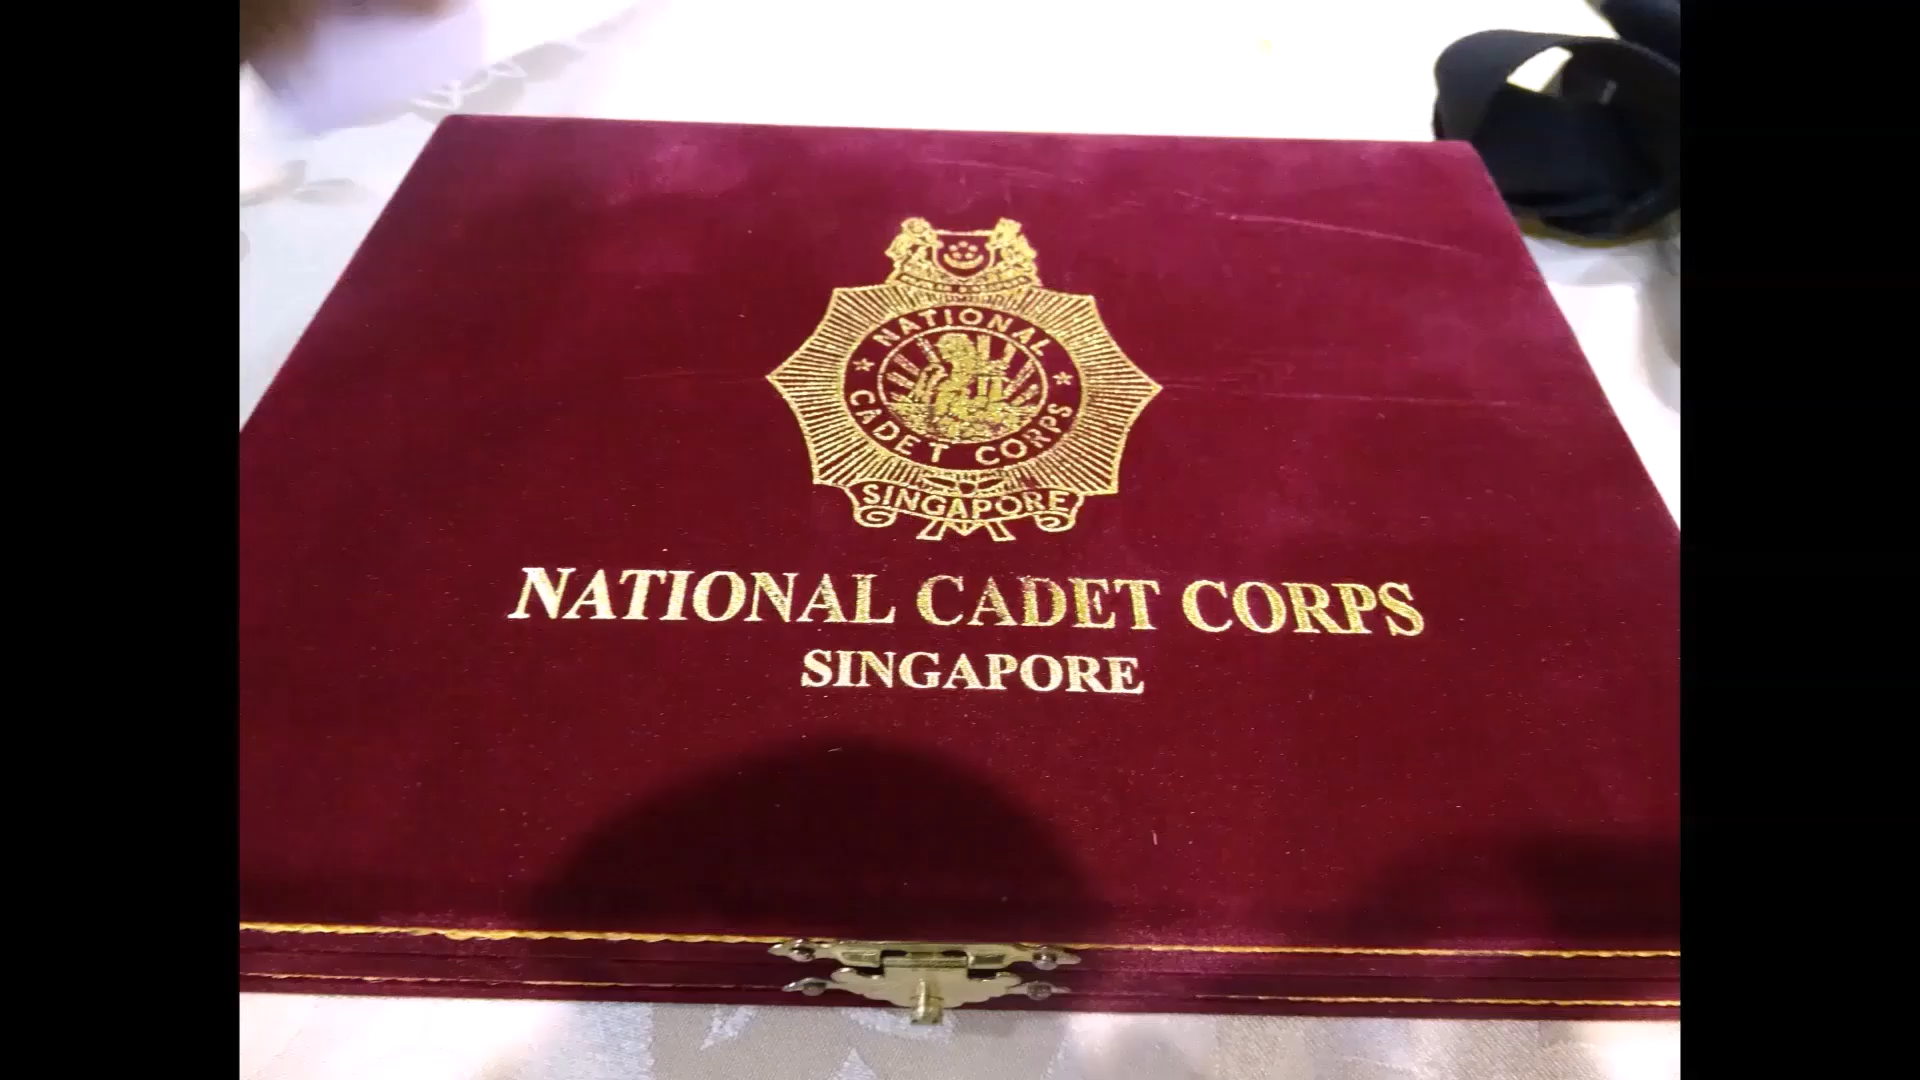 NATIONAL
CADET CORPS
SINGAPORE
NATIONAL CADET CORPS
SINGAPORE